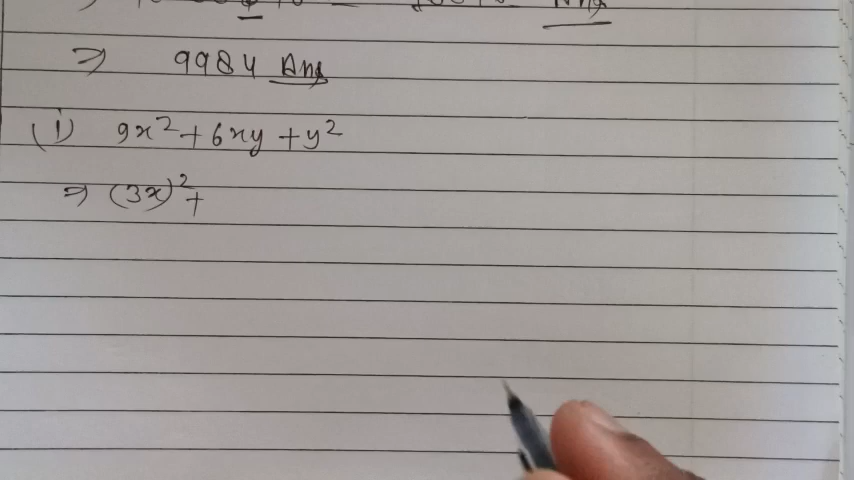 ⇒ 9984 Ans
(i) 9x² + 6xy + y²
⇒ (3x)² +